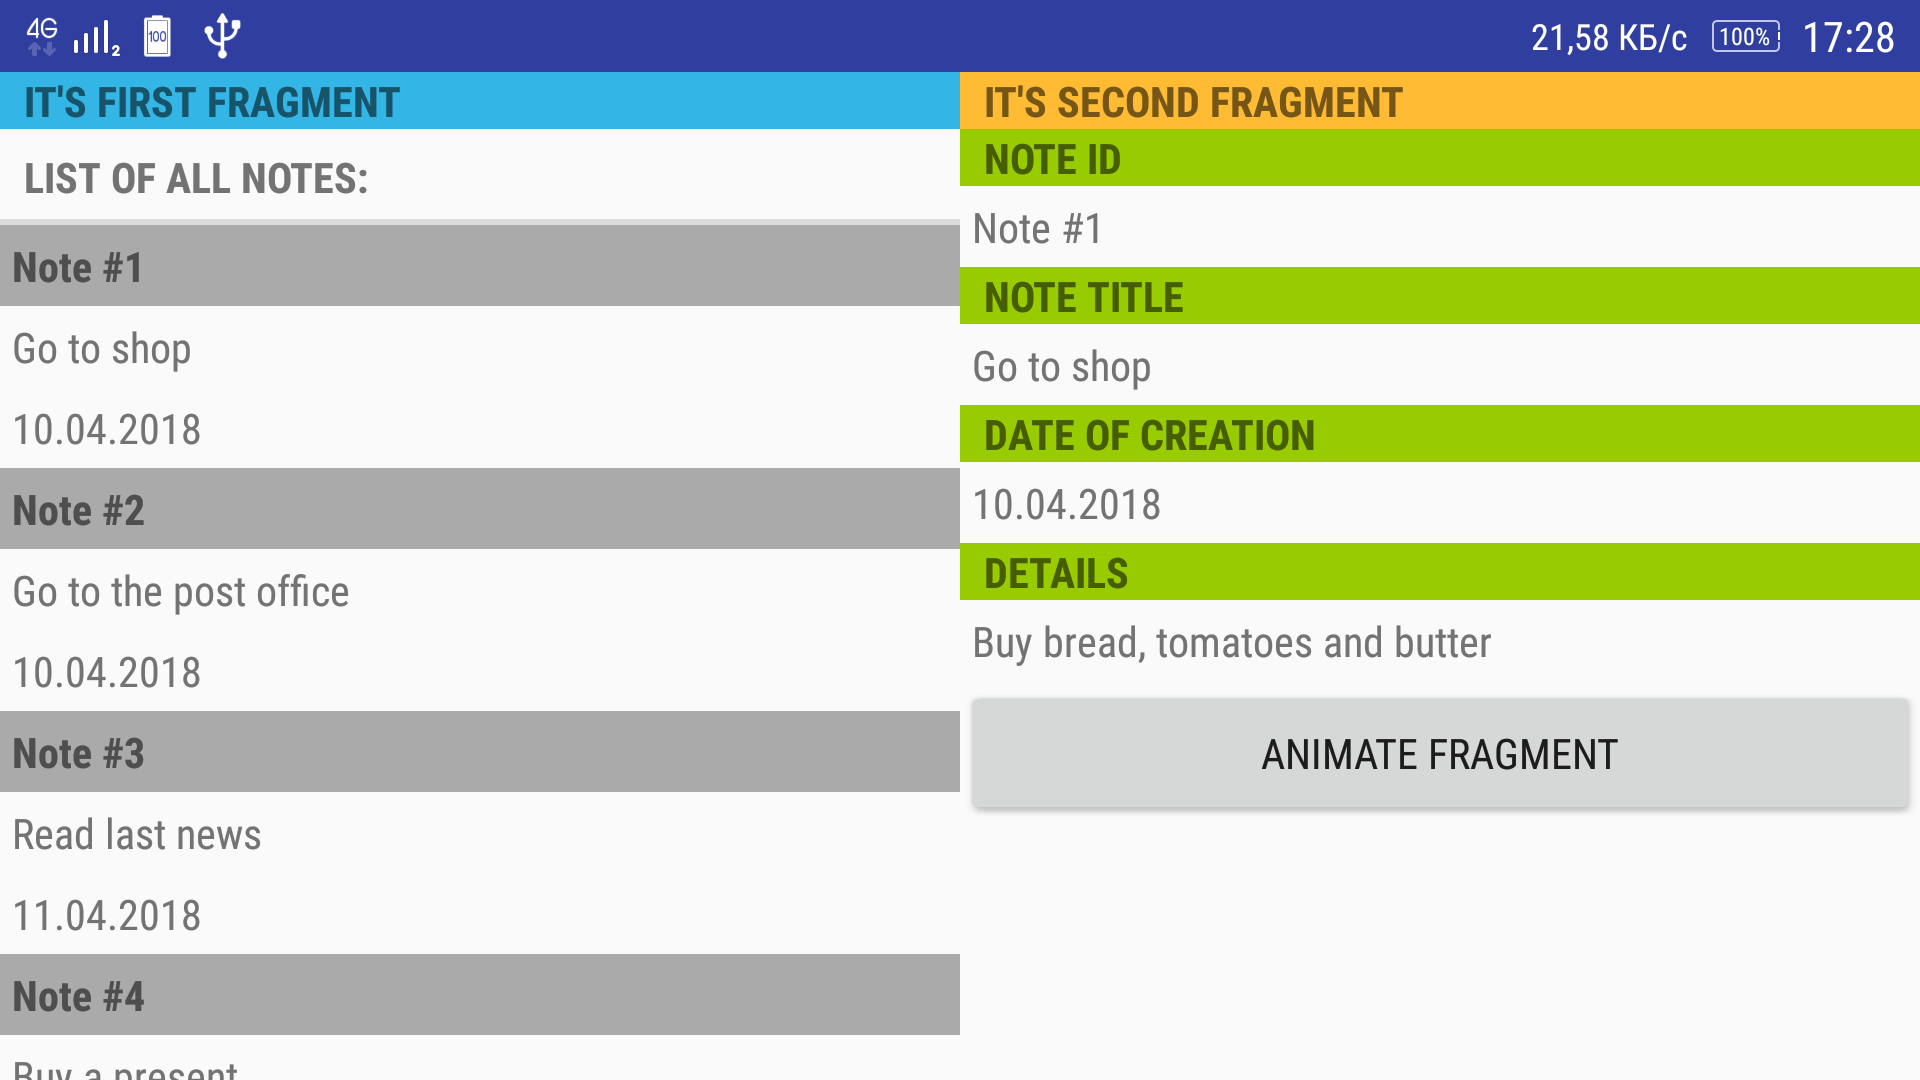 4G 2 100 21,58 КБ/с 100% 17:28
IT'S FIRST FRAGMENT
LIST OF ALL NOTES:
Note #1
Go to shop
10.04.2018
Note #2
Go to the post office
10.04.2018
Note #3
Read last news
11.04.2018
Note #4
Buy a present
IT'S SECOND FRAGMENT
NOTE ID
Note #1
NOTE TITLE
Go to shop
DATE OF CREATION
10.04.2018
DETAILS
Buy bread, tomatoes and butter
ANIMATE FRAGMENT